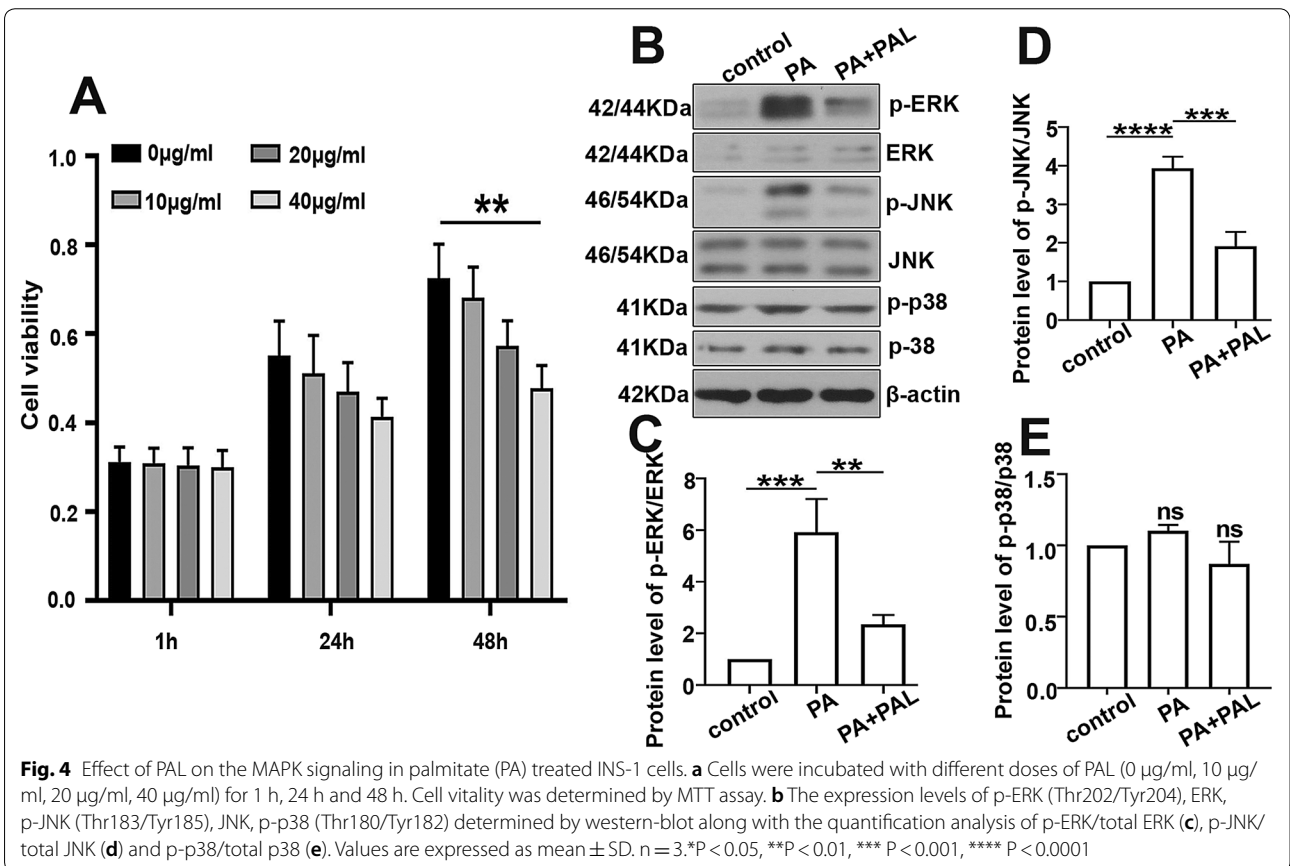 A
0µg/ml
20µg/ml
10µg/ml
40µg/ml
Cell viability
1.0
0.8
0.6
0.4
0.2
0.0
**
1h
24h
48h
B
control
PA
PA+PAL
42/44KDa
p-ERK
42/44KDa
ERK
46/54KDa
p-JNK
46/54KDa
JNK
41KDa
p-p38
41KDa
p-38
42KDa
β-actin
C
Protein level of p-ERK/ERK
8
6
4
2
0
***
**
control
PA
PA+PAL
D
Protein level of p-JNK/JNK
5
4
2
1
0
****
***
control
PA
PA+PAL
E
Protein level of p-p38/p38
1.5
1.0
0.5
0.0
ns
ns
control
PA
PA+PAL
Fig. 4 Effect of PAL on the MAPK signaling in palmitate (PA) treated INS-1 cells. a Cells were incubated with different doses of PAL (0 µg/ml, 10 µg/
ml, 20 µg/ml, 40 µg/ml) for 1 h, 24 h and 48 h. Cell vitality was determined by MTT assay. b The expression levels of p-ERK (Thr202/Tyr204), ERK,
p-JNK (Thr183/Tyr185), JNK, p-p38 (Thr180/Tyr182) determined by western-blot along with the quantification analysis of p-ERK/total ERK (c), p-JNK/
total JNK (d) and p-p38/total p38 (e). Values are expressed as mean ± SD. n = 3.*P < 0.05, **P < 0.01, *** P < 0.001, **** P < 0.0001